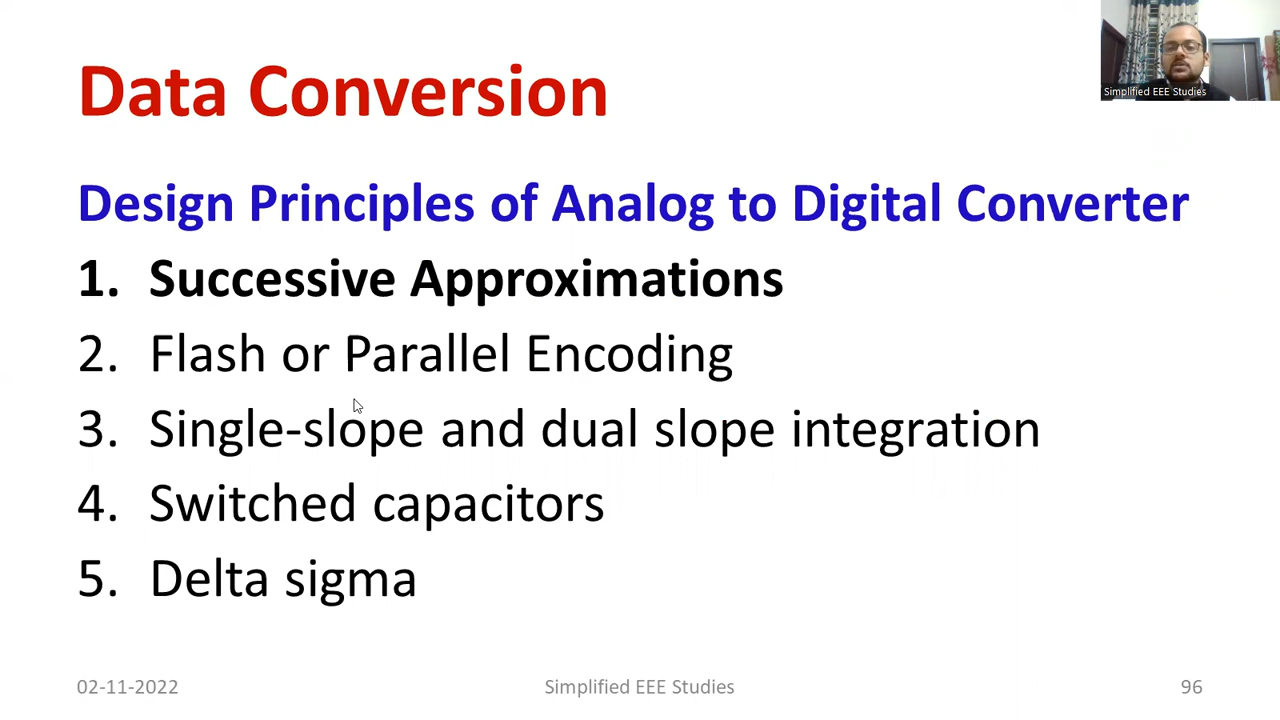 Data Conversion
Simplified EEE Studies
Design Principles of Analog to Digital Converter
1. Successive Approximations
2. Flash or Parallel Encoding
3. Single-slope and dual slope integration
4. Switched capacitors
5. Delta sigma
02-11-2022
Simplified EEE Studies
96